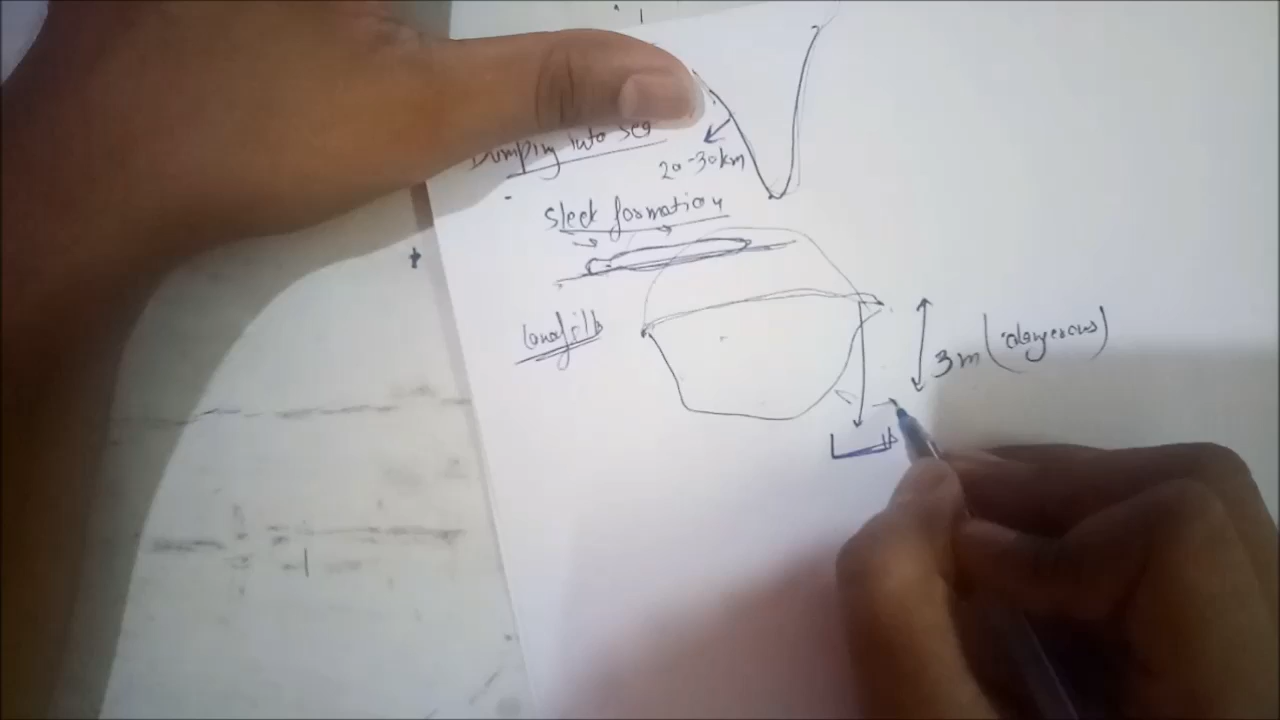 Dumping into sea
20-30km
Sleek formation
Landfill
3m (dangerous)